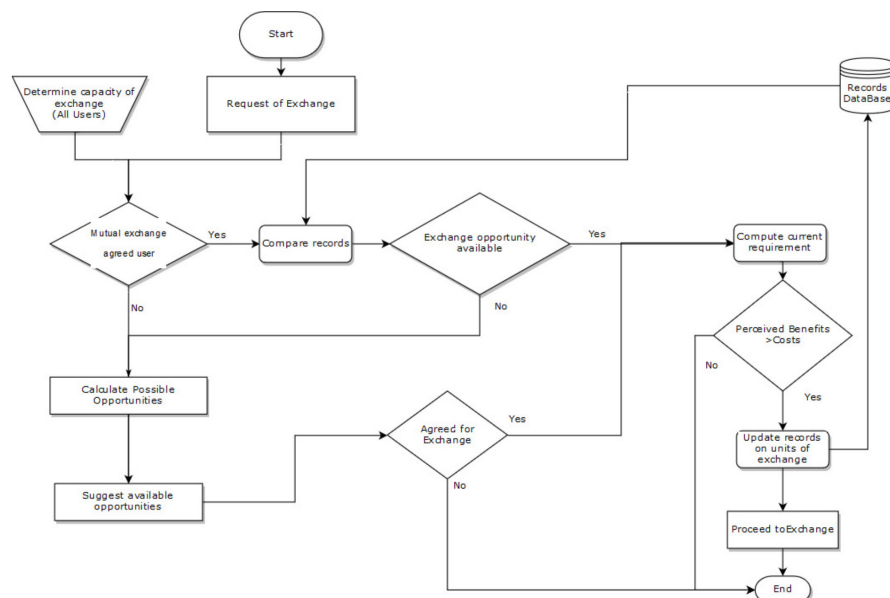 Start
Determine capacity of
exchange
(All Users)
Request of Exchange
Records
DataBase
Mutual exchange
agreed user
Yes
Compare records
Exchange opportunity
available
Yes
Compute current
requirement
No
No
Perceived Benefits
>Costs
No
Yes
Calculate Possible
Opportunities
Agreed for
Exchange
Yes
No
Update records
on units of
exchange
Suggest available
opportunities
Proceed toExchange
End